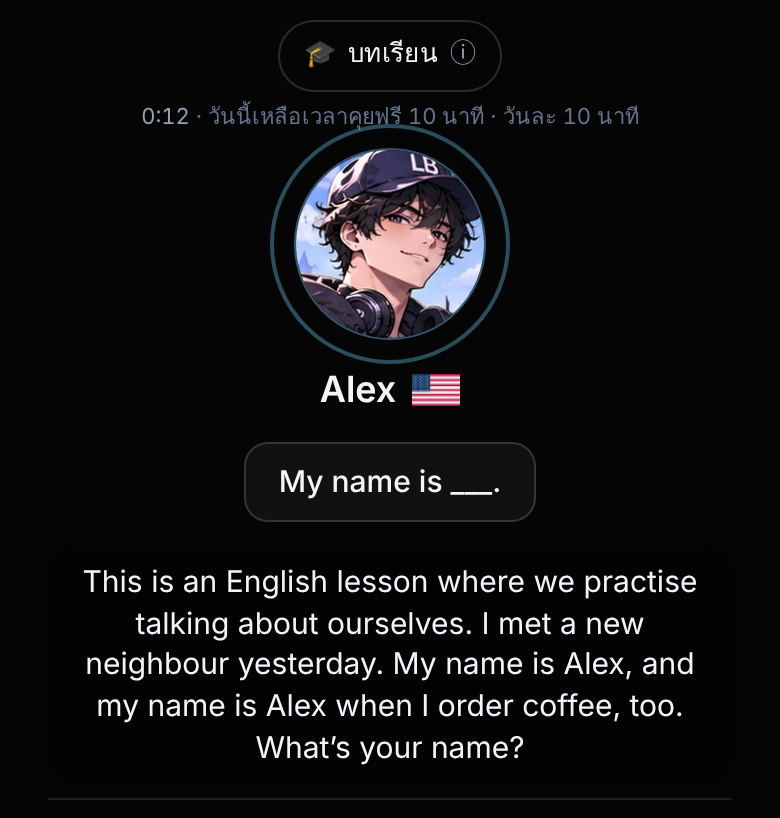 🎓 บทเรียน ⓘ
0:12 · วันนี้เหลือเวลาคุยฟรี 10 นาที · วันละ 10 นาที
LB
Alex 🇺🇸
My name is ___.
This is an English lesson where we practise
talking about ourselves. I met a new
neighbour yesterday. My name is Alex, and
my name is Alex when I order coffee, too.
What’s your name?